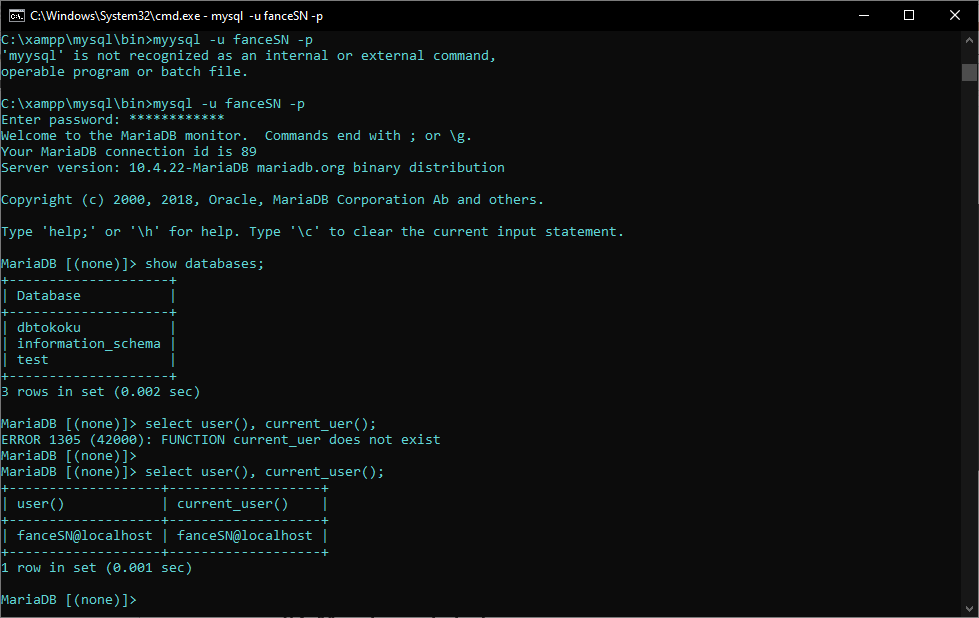 C:\Windows\System32\cmd.exe - mysql  -u fanceSN -p
C:\xampp\mysql\bin>myysql -u fanceSN -p
'myysql' is not recognized as an internal or external command,
operable program or batch file.
C:\xampp\mysql\bin>mysql -u fanceSN -p
Enter password: ************
Welcome to the MariaDB monitor.  Commands end with ; or \g.
Your MariaDB connection id is 89
Server version: 10.4.22-MariaDB mariadb.org binary distribution
Copyright (c) 2000, 2018, Oracle, MariaDB Corporation Ab and others.
Type 'help;' or '\h' for help. Type '\c' to clear the current input statement.
MariaDB [(none)]> show databases;
+--------------------+
| Database           |
+--------------------+
| dbtokoku           |
| information_schema |
| test               |
+--------------------+
3 rows in set (0.002 sec)
MariaDB [(none)]> select user(), current_uer();
ERROR 1305 (42000): FUNCTION current_uer does not exist
MariaDB [(none)]>
MariaDB [(none)]> select user(), current_user();
+-------------------+-------------------+
| user()            | current_user()    |
+-------------------+-------------------+
| fanceSN@localhost | fanceSN@localhost |
+-------------------+-------------------+
1 row in set (0.001 sec)
MariaDB [(none)]>